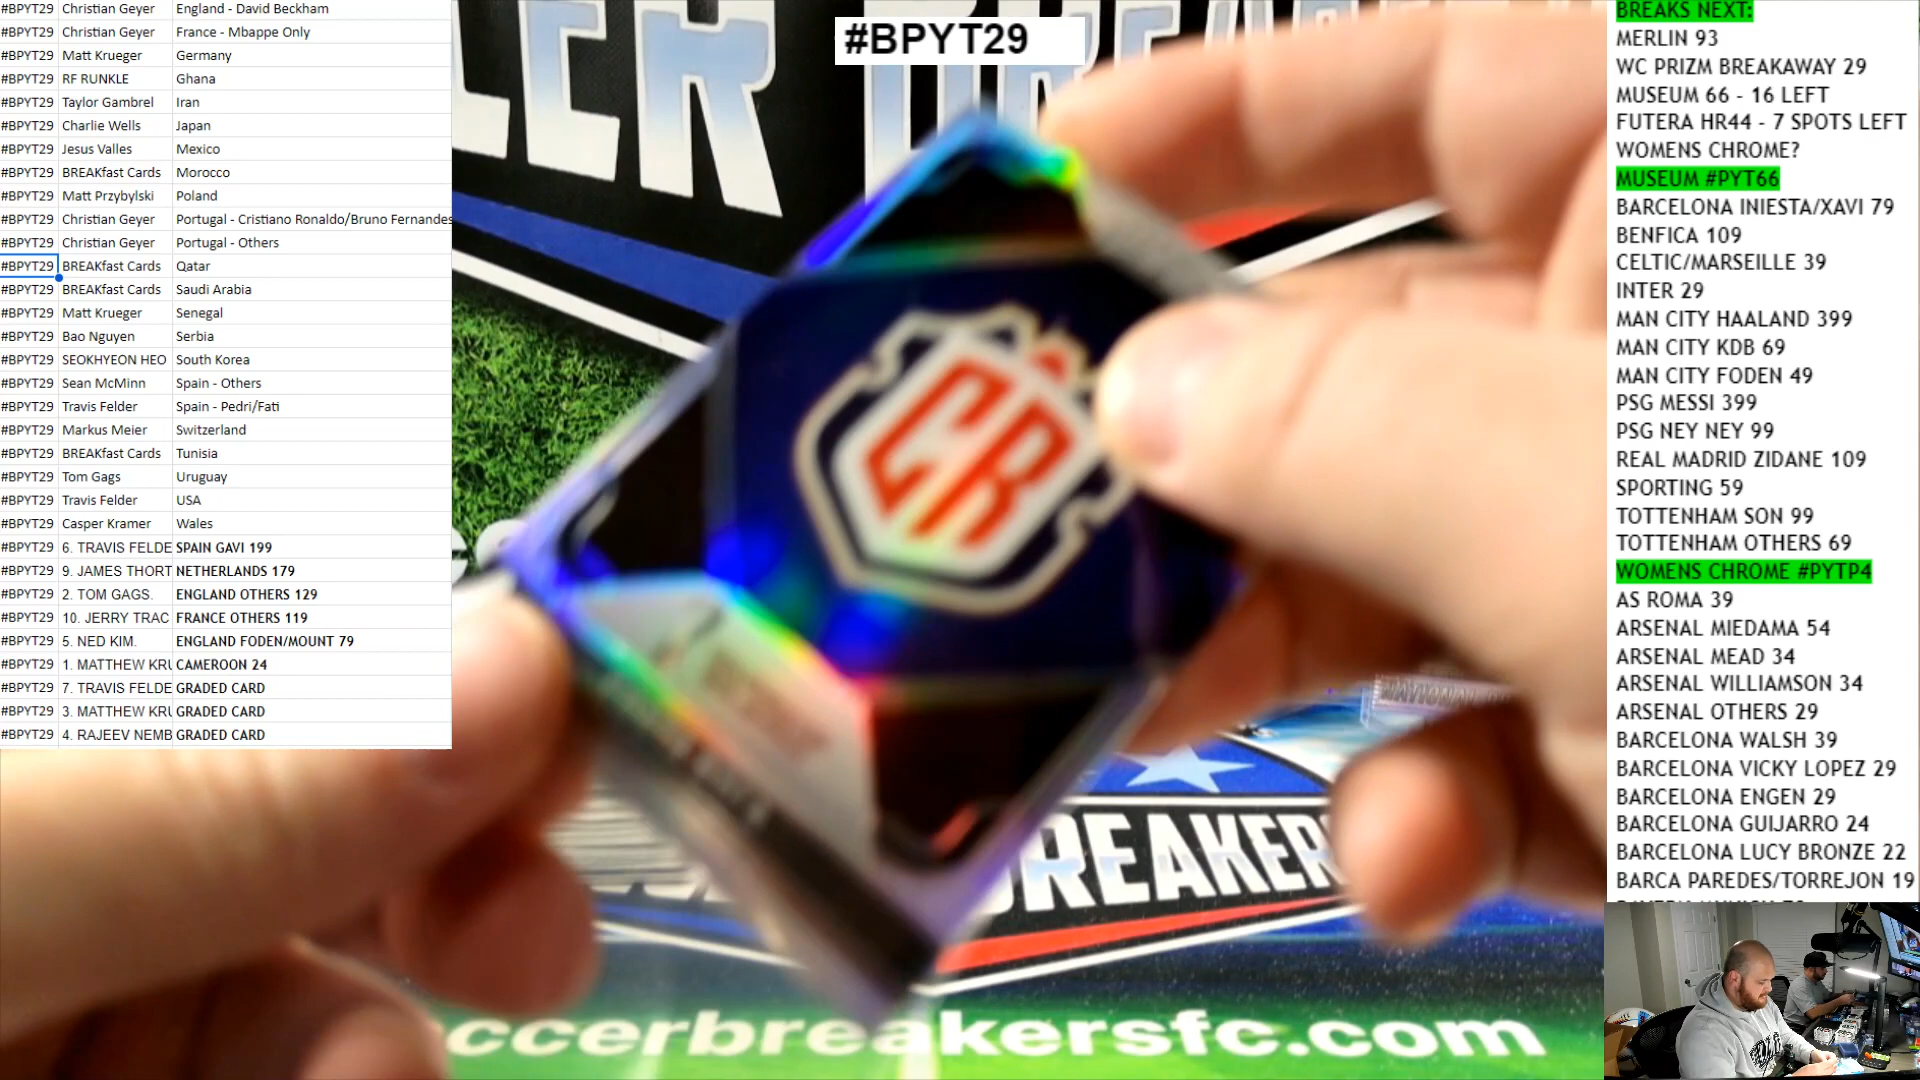 #BPYT29 Christian Geyer England - David Beckham
#BPYT29 Christian Geyer France - Mbappe Only
#BPYT29 Matt Krueger Germany
#BPYT29 RF RUNKLE Ghana
#BPYT29 Taylor Gambrel Iran
#BPYT29 Charlie Wells Japan
#BPYT29 Jesus Valles Mexico
#BPYT29 BREAKfast Cards Morocco
#BPYT29 Matt Przybylski Poland
#BPYT29 Christian Geyer Portugal - Cristiano Ronaldo/Bruno Fernandes
#BPYT29 Christian Geyer Portugal - Others
#BPYT29 BREAKfast Cards Qatar
#BPYT29 BREAKfast Cards Saudi Arabia
#BPYT29 Matt Krueger Senegal
#BPYT29 Bao Nguyen Serbia
#BPYT29 SEOKHYEON HEO South Korea
#BPYT29 Sean McMinn Spain - Others
#BPYT29 Travis Felder Spain - Pedri/Fati
#BPYT29 Markus Meier Switzerland
#BPYT29 BREAKfast Cards Tunisia
#BPYT29 Tom Gags Uruguay
#BPYT29 Travis Felder USA
#BPYT29 Casper Kramer Wales
#BPYT29 6. TRAVIS FELDE SPAIN GAVI 199
#BPYT29 9. JAMES THORT NETHERLANDS 179
#BPYT29 2. TOM GAGS. ENGLAND OTHERS 129
#BPYT29 10. JERRY TRAC FRANCE OTHERS 119
#BPYT29 5. NED KIM. ENGLAND FODEN/MOUNT 79
#BPYT29 1. MATTHEW KRU CAMEROON 24
#BPYT29 7. TRAVIS FELDE GRADED CARD
#BPYT29 3. MATTHEW KRU GRADED CARD
#BPYT29 4. RAJEEV NEMB GRADED CARD
#BPYT29
CR
REAKERS
ccerbreakersfc.com
BREAKS NEXT:
MERLIN 93
WC PRIZM BREAKAWAY 29
MUSEUM 66 - 16 LEFT
FUTERA HR44 - 7 SPOTS LEFT
WOMENS CHROME?
MUSEUM #PYT66
BARCELONA INIESTA/XAVI 79
BENFICA 109
CELTIC/MARSEILLE 39
INTER 29
MAN CITY HAALAND 399
MAN CITY KDB 69
MAN CITY FODEN 49
PSG MESSI 399
PSG NEY NEY 99
REAL MADRID ZIDANE 109
SPORTING 59
TOTTENHAM SON 99
TOTTENHAM OTHERS 69
WOMENS CHROME #PYTP4
AS ROMA 39
ARSENAL MIEDAMA 54
ARSENAL MEAD 34
ARSENAL WILLIAMSON 34
ARSENAL OTHERS 29
BARCELONA WALSH 39
BARCELONA VICKY LOPEZ 29
BARCELONA ENGEN 29
BARCELONA GUIJARRO 24
BARCELONA LUCY BRONZE 22
BARCA PAREDES/TORREJON 19